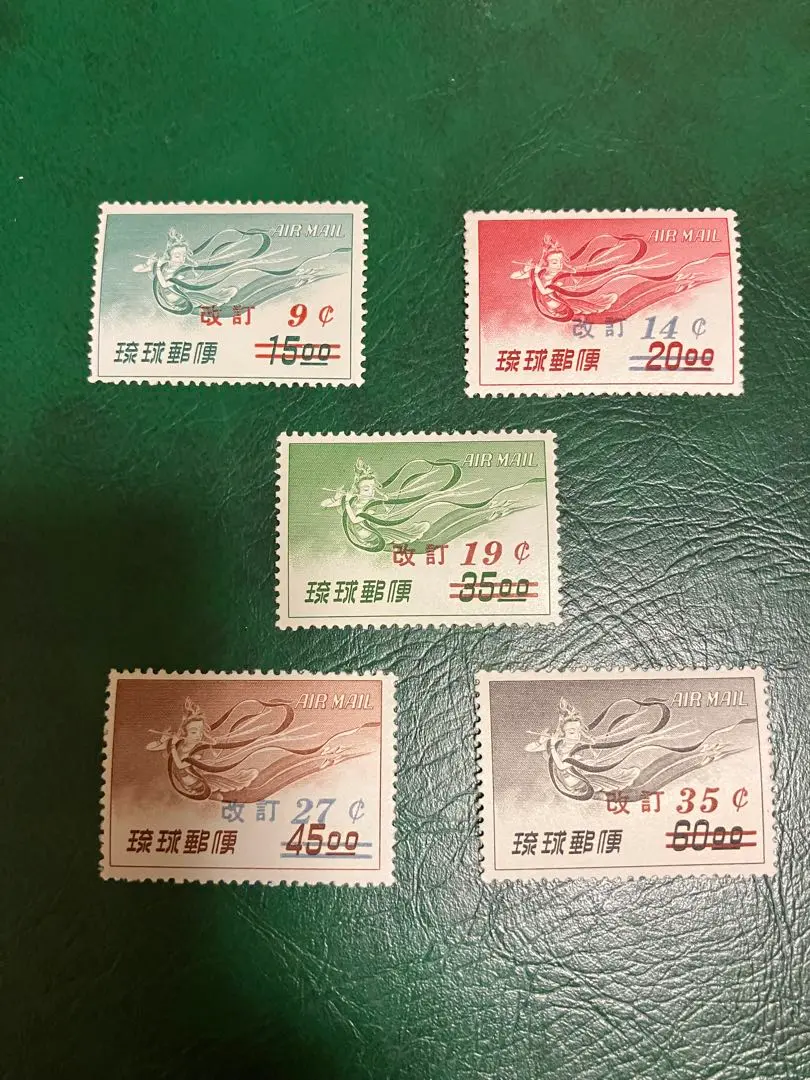 AIR MAIL
改訂 9¢
琉球郵便 15.00
AIR MAIL
改訂 14¢
琉球郵便 20.00
AIR MAIL
改訂 19¢
琉球郵便 35.00
AIR MAIL
改訂 27¢
琉球郵便 45.00
AIR MAIL
改訂 35¢
琉球郵便 60.00